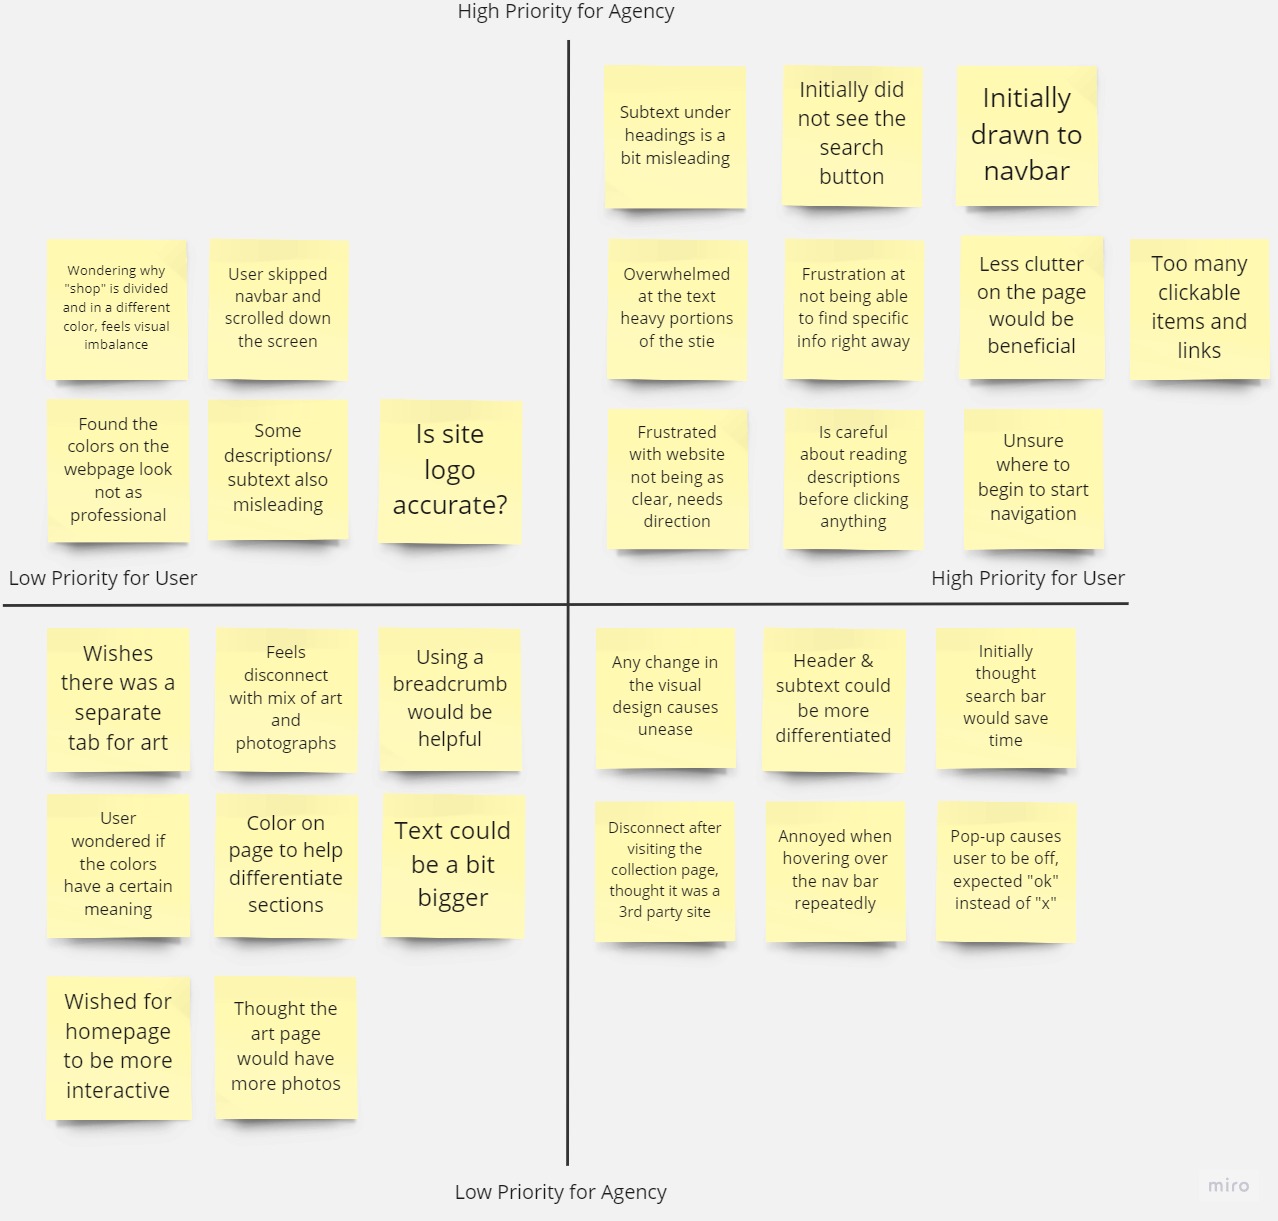 High Priority for Agency
Subtext under
headings is a
bit misleading
Initially did
not see the
search
button
Initially
drawn to
navbar
Wondering why
"shop" is divided
and in a different
color, feels visual
imbalance
User skipped
navbar and
scrolled down
the screen
Overwhelmed
at the text
heavy portions
of the stie
Frustration at
not being able
to find specific
info right away
Less clutter
on the page
would be
beneficial
Too many
clickable
items and
links
Found the
colors on the
webpage look
not as
professional
Some
descriptions/
subtext also
misleading
Is site
logo
accurate?
Frustrated
with website
not being as
clear, needs
direction
Is careful
about reading
descriptions
before clicking
anything
Unsure
where to
begin to start
navigation
Low Priority for User
High Priority for User
Wishes
there was a
separate
tab for art
Feels
disconnect
with mix of art
and
photographs
Using a
breadcrumb
would be
helpful
Any change in
the visual
design causes
unease
Header &
subtext could
be more
differentiated
Initially
thought
search bar
would save
time
User
wondered if
the colors
have a certain
meaning
Color on
page to help
differentiate
sections
Text could
be a bit
bigger
Disconnect after
visiting the
collection page,
thought it was a
3rd party site
Annoyed when
hovering over
the nav bar
repeatedly
Pop-up causes
user to be off,
expected "ok"
instead of "x"
Wished for
homepage
to be more
interactive
Thought the
art page
would have
more photos
Low Priority for Agency
miro